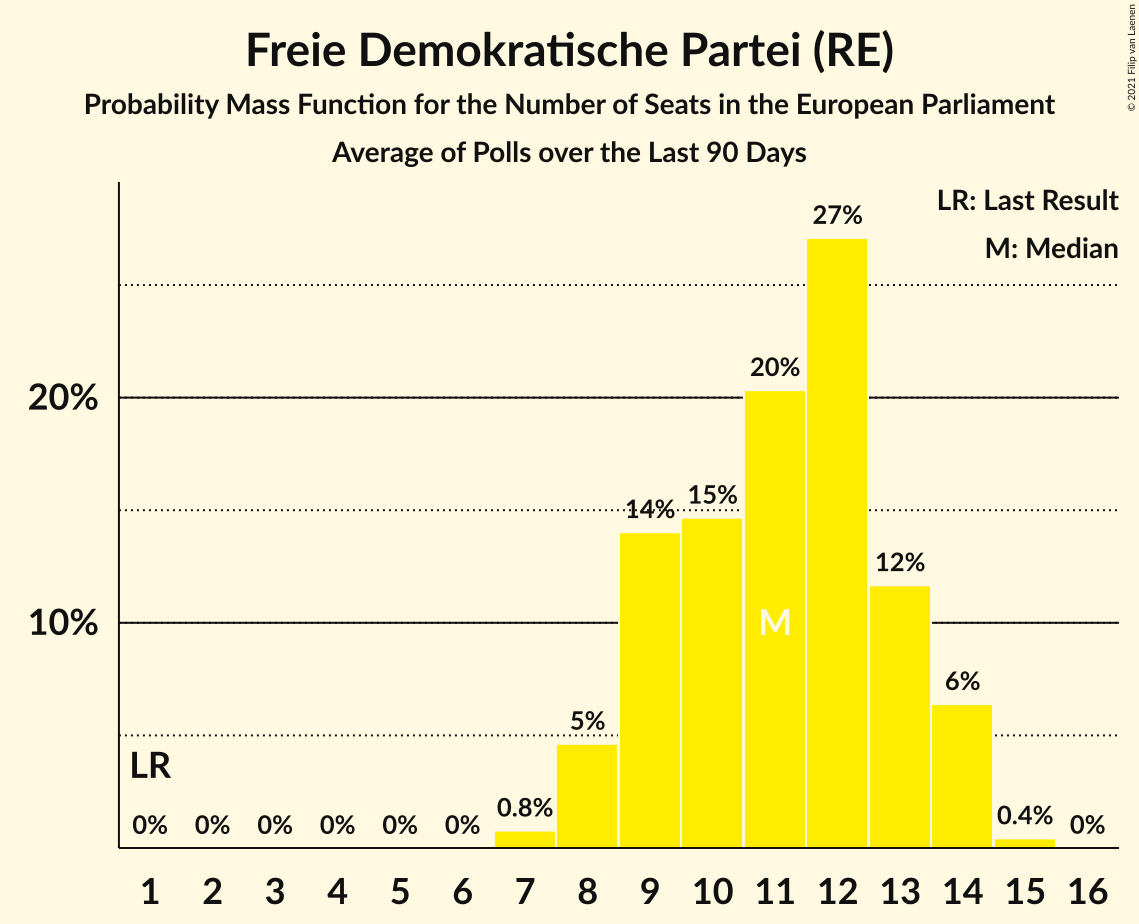 Freie Demokratische Partei (RE)
Probability Mass Function for the Number of Seats in the European Parliament
Average of Polls over the Last 90 Days
© 2021 Filip van Laenen
LR: Last Result
M: Median
27%
20%
20%
15%
14%
12%
10%
M
6%
5%
LR
0% 0% 0% 0% 0% 0% 0.8% 0.4% 0%
1 2 3 4 5 6 7 8 9 10 11 12 13 14 15 16